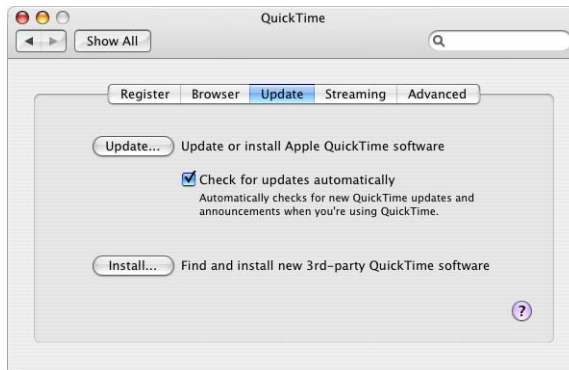 QuickTime
Show All
Register Browser Update Streaming Advanced
Update... Update or install Apple QuickTime software
Check for updates automatically
Automatically checks for new QuickTime updates and
announcements when you're using QuickTime.
Install... Find and install new 3rd-party QuickTime software
?